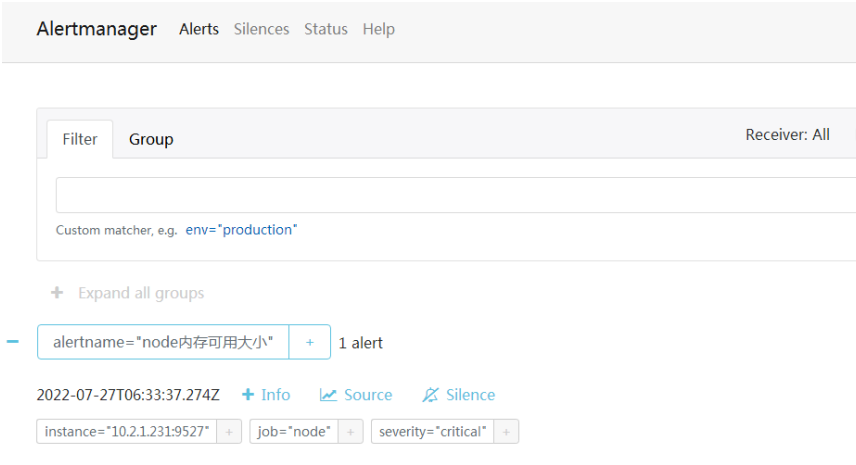 Alertmanager Alerts Silences Status Help
Filter Group Receiver: All
Custom matcher, e.g. env="production"
+ Expand all groups
− alertname="node内存可用大小" + 1 alert
2022-07-27T06:33:37.274Z + Info Source Silence
instance="10.2.1.231:9527" + job="node" + severity="critical" +